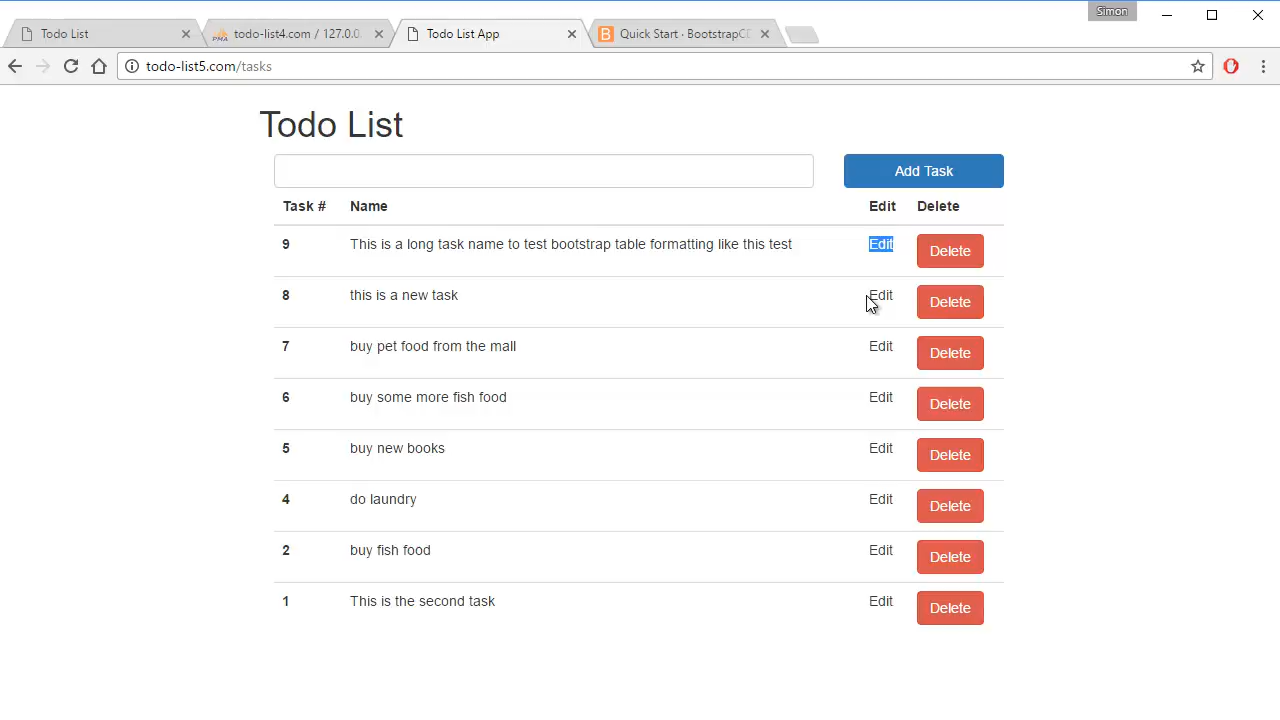 Simon
Todo List
todo-list4.com / 127.0.0.
Todo List App
Quick Start · BootstrapCD
todo-list5.com/tasks
Todo List
Add Task
Task # Name Edit Delete
9 This is a long task name to test bootstrap table formatting like this test Edit Delete
8 this is a new task Edit Delete
7 buy pet food from the mall Edit Delete
6 buy some more fish food Edit Delete
5 buy new books Edit Delete
4 do laundry Edit Delete
2 buy fish food Edit Delete
1 This is the second task Edit Delete